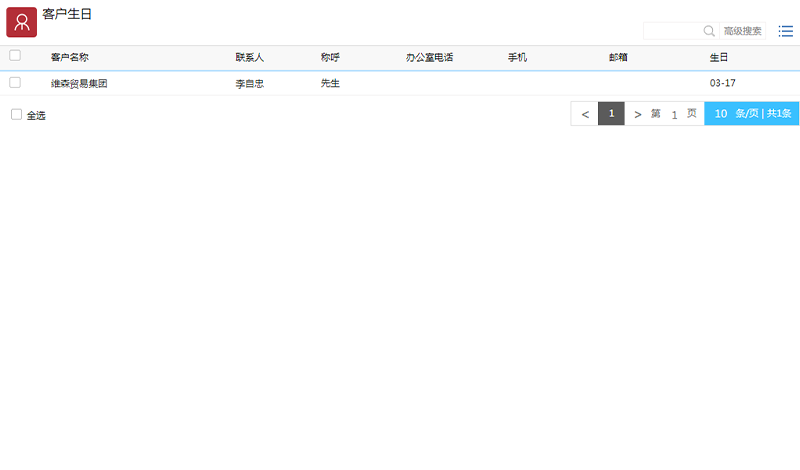 客户生日
高级搜索
客户名称 联系人 称呼 办公室电话 手机 邮箱 生日
维森贸易集团 李自忠 先生 03-17
全选 < 1 > 第 1 页 10 条/页 | 共1条